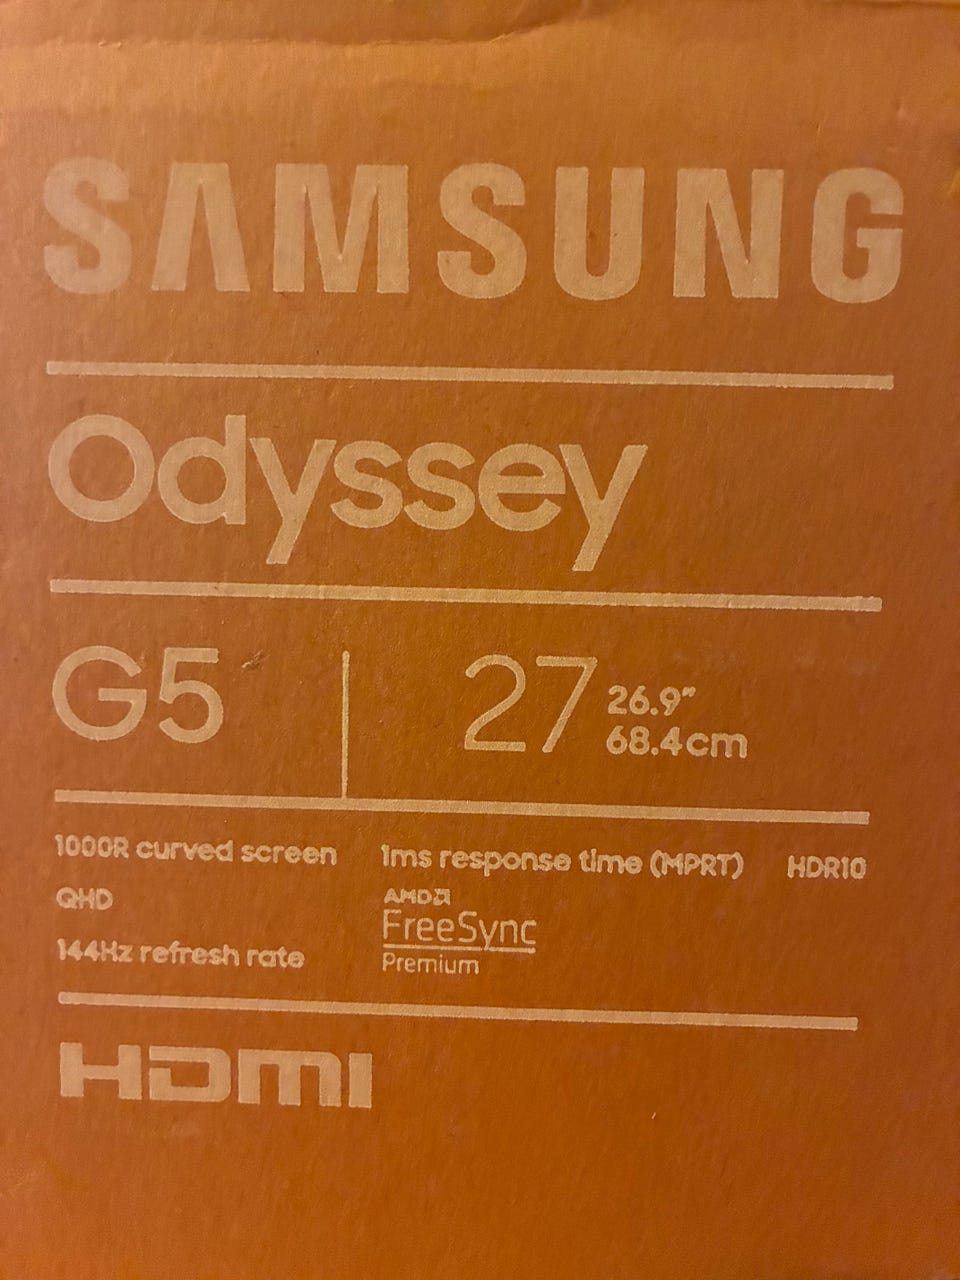 SAMSUNG
Odyssey
G5
27 26.9"
68.4cm
1000R curved screen
QHD
144Hz refresh rate
1ms response time (MPRT)
AMD
FreeSync
Premium
HDR10
HDMI